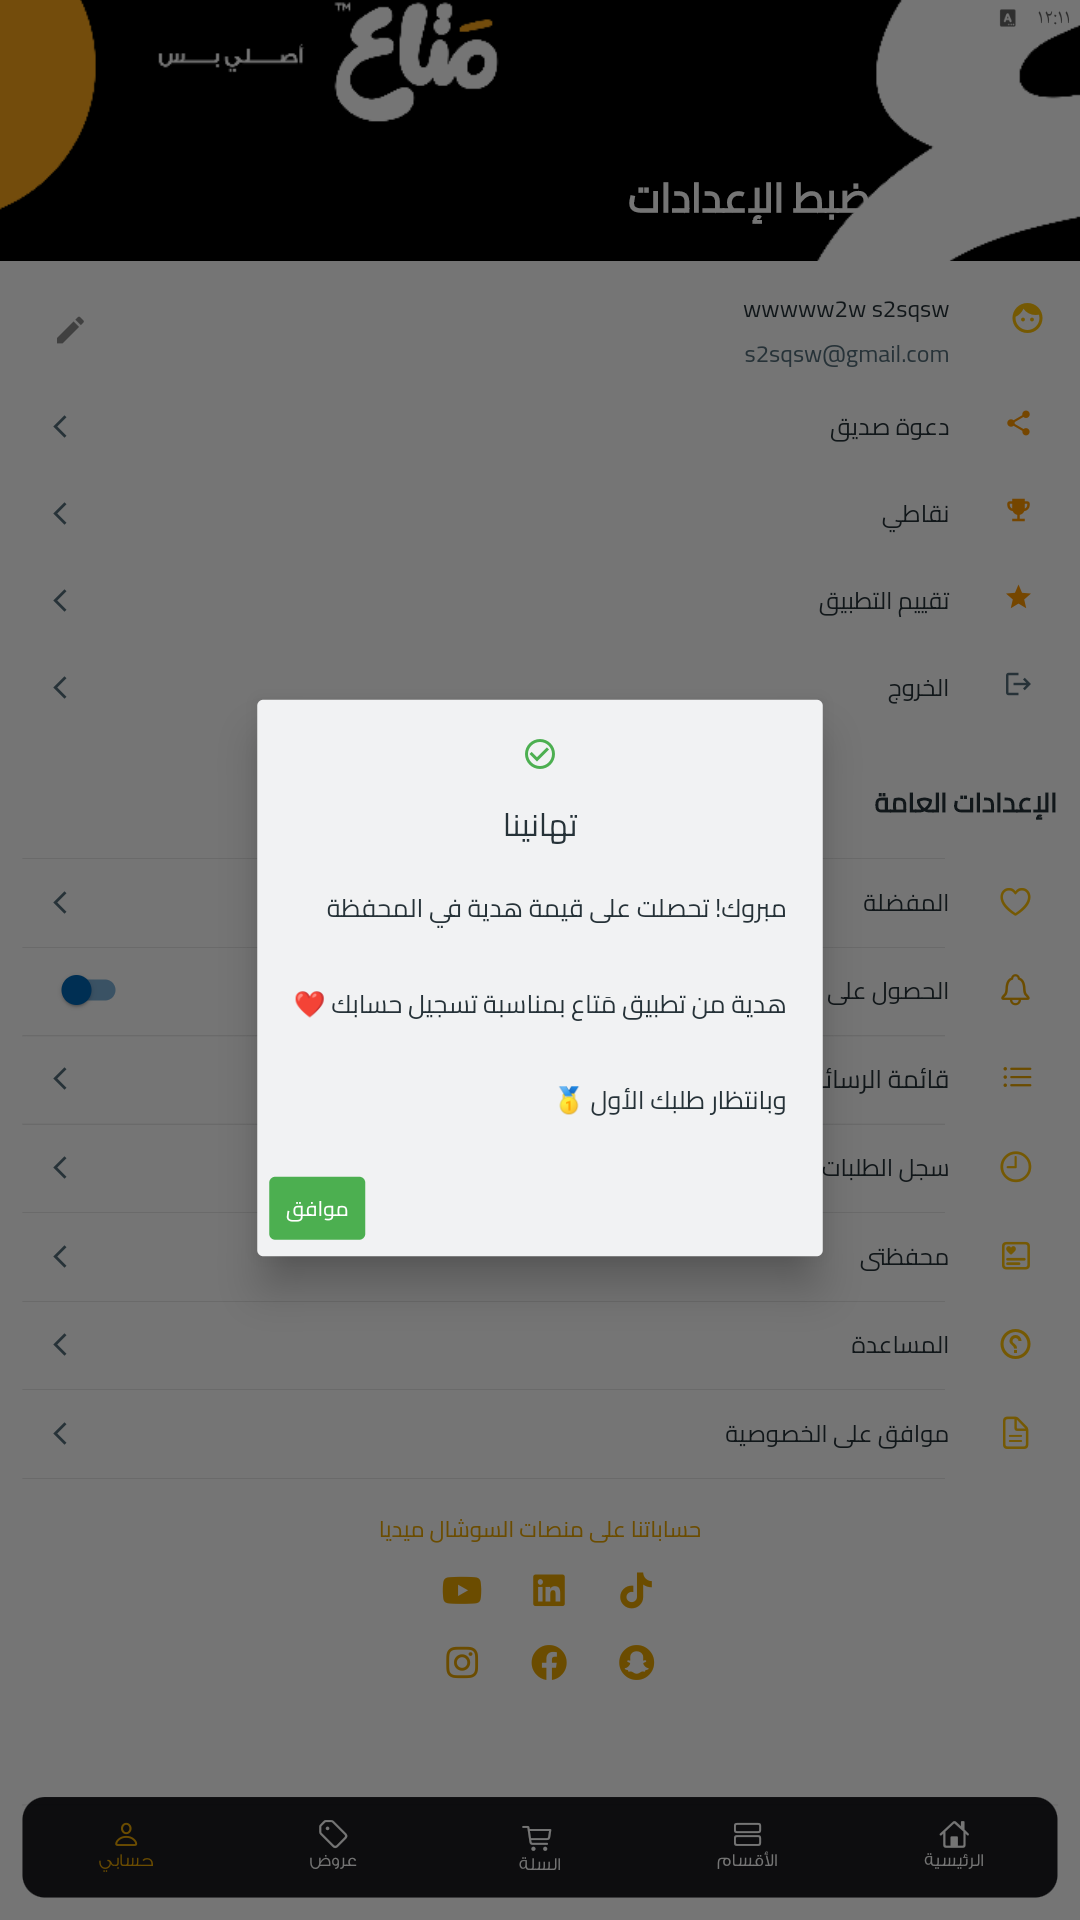 ١٢:١١
A
مَتاع™
أصلي بس
ضبط الإعدادات
wwwww2w s2sqsw
s2sqsw@gmail.com
دعوة صديق
نقاطي
تقييم التطبيق
الخروج
تهانينا
مبروك! تحصلت على قيمة هدية في المحفظة
هدية من تطبيق مَتاع بمناسبة تسجيل حسابك ❤️
وبانتظار طلبك الأول 🥇
موافق
الإعدادات العامة
المفضلة
الحصول على
قائمة الرسائ
سجل الطلبات
محفظتى
المساعدة
موافق على الخصوصية
حساباتنا على منصات السوشال ميديا
الرئيسية
الأقسام
السلة
عروض
حسابي